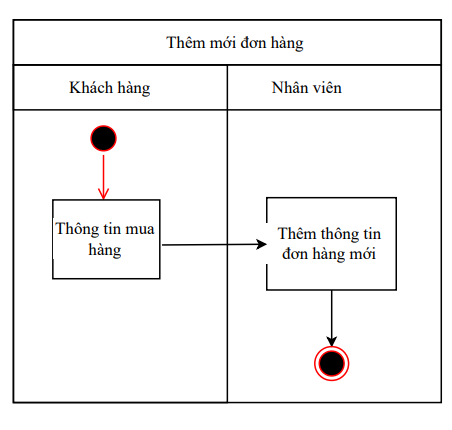 Thêm mới đơn hàng
Khách hàng
Nhân viên
Thông tin mua
hàng
Thêm thông tin
đơn hàng mới